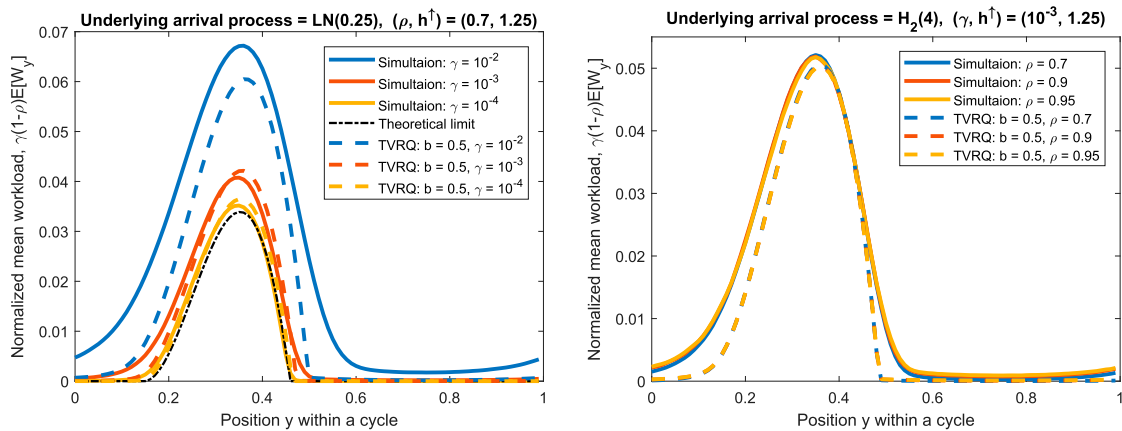 Underlying arrival process = LN(0.25), (ρ, h↑) = (0.7, 1.25)
Normalized mean workload, γ(1-ρ)E[W_y]
0.07
0.06
0.05
0.04
0.03
0.02
0.01
0
Simultaion: γ = 10^-2
Simultaion: γ = 10^-3
Simultaion: γ = 10^-4
Theoretical limit
TVRQ: b = 0.5, γ = 10^-2
TVRQ: b = 0.5, γ = 10^-3
TVRQ: b = 0.5, γ = 10^-4
0 0.2 0.4 0.6 0.8 1
Position y within a cycle
Underlying arrival process = H_2(4), (γ, h↑) = (10^-3, 1.25)
Normalized mean workload, γ(1-ρ)E[W_y]
0.05
0.04
0.03
0.02
0.01
0
Simultaion: ρ = 0.7
Simultaion: ρ = 0.9
Simultaion: ρ = 0.95
TVRQ: b = 0.5, ρ = 0.7
TVRQ: b = 0.5, ρ = 0.9
TVRQ: b = 0.5, ρ = 0.95
0 0.2 0.4 0.6 0.8 1
Position y within a cycle